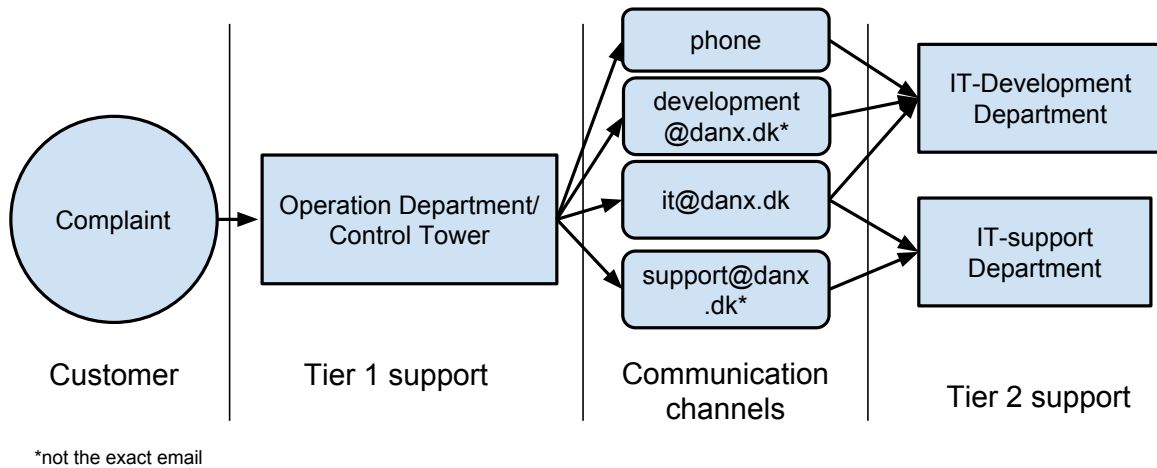 Complaint
Operation Department/
Control Tower
phone
development
@danx.dk*
it@danx.dk
support@danx
.dk*
IT-Development
Department
IT-support
Department
Customer
Tier 1 support
Communication
channels
Tier 2 support
*not the exact email